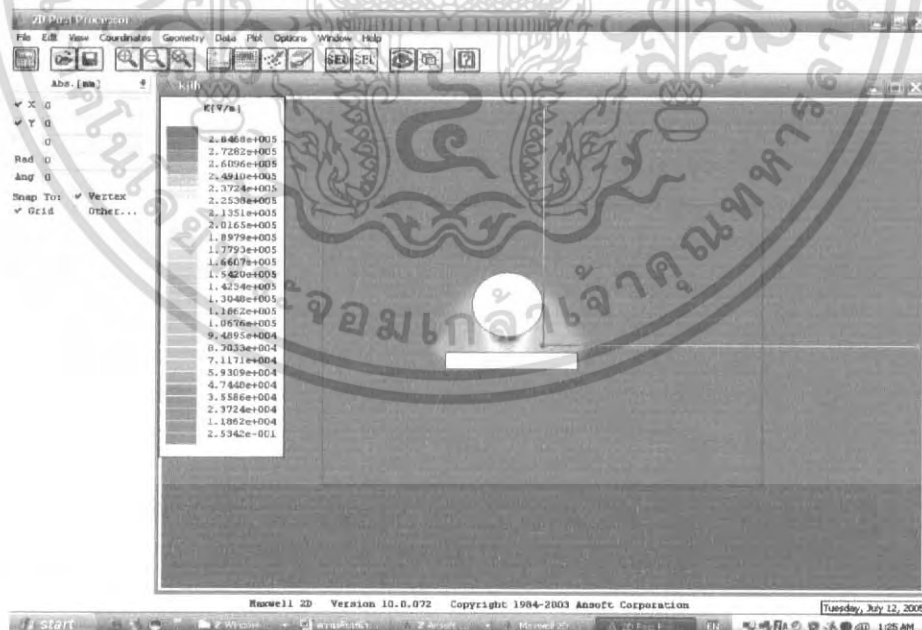 2D Post Processor
File Edit View Coordinates Geometry Data Plot Options Window Help
Abs. [mm]
X 0
Y 0
0
Rad 0
Ang 0
Snap To: Vertex
Grid Other...
2.8468e+005
2.7282e+005
2.6096e+005
2.4910e+005
2.3724e+005
2.2538e+005
2.1351e+005
2.0165e+005
1.8979e+005
1.7793e+005
1.6607e+005
1.5420e+005
1.4234e+005
1.3048e+005
1.1862e+005
1.0676e+005
9.4895e+004
8.3033e+004
7.1171e+004
5.9309e+004
4.7448e+004
3.5586e+004
2.3724e+004
1.1862e+004
2.5342e-001
Maxwell 2D Version 10.0.072 Copyright 1984-2003 Ansoft Corporation
Tuesday, July 12, 2005
start
EN
1:25 AM